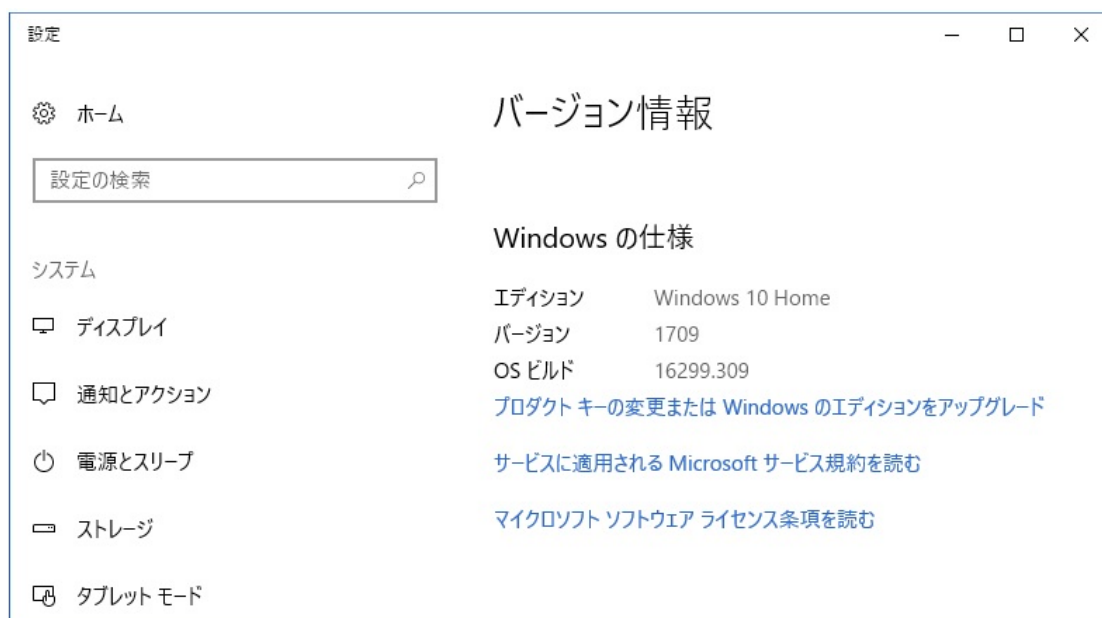 設定
ホーム
設定の検索
システム
ディスプレイ
通知とアクション
電源とスリープ
ストレージ
タブレット モード
バージョン情報
Windows の仕様
エディション Windows 10 Home
バージョン 1709
OS ビルド 16299.309
プロダクト キーの変更または Windows のエディションをアップグレード
サービスに適用される Microsoft サービス規約を読む
マイクロソフト ソフトウェア ライセンス条項を読む